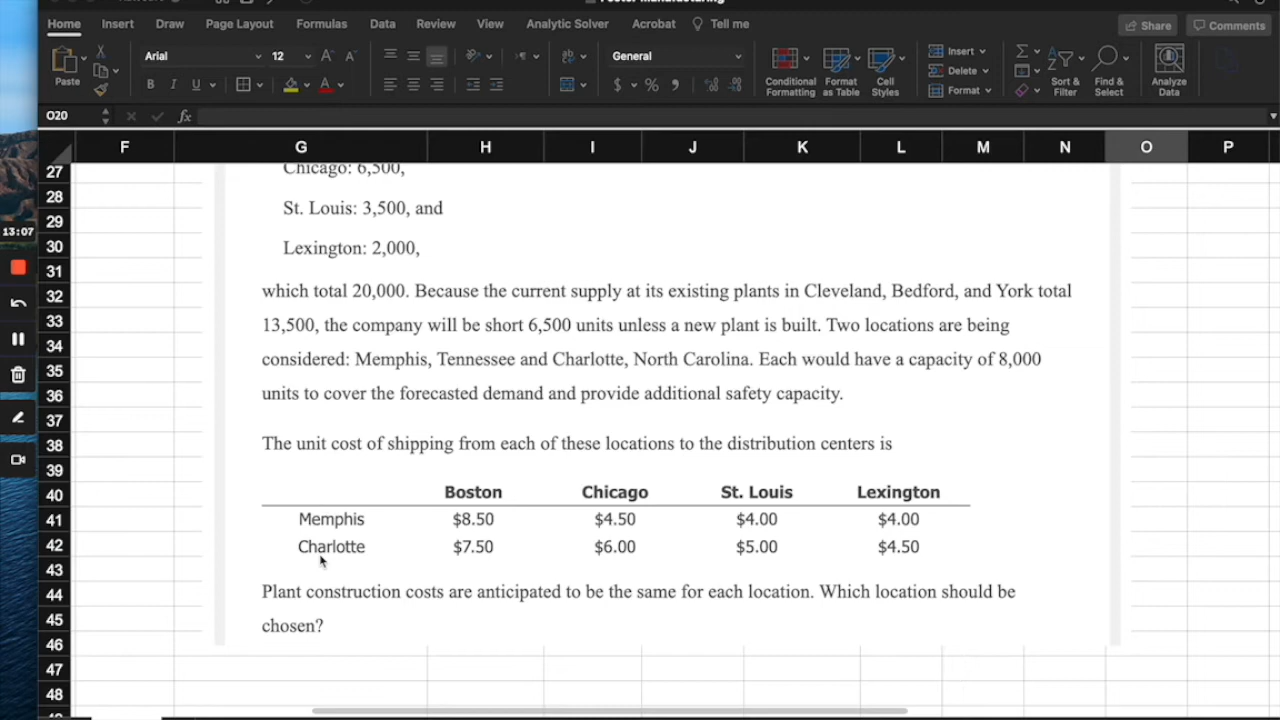 Home Insert Draw Page Layout Formulas Data Review View Analytic Solver Acrobat Tell me Share Comments
Arial 12 General
Paste B I U $ % Conditional Formatting Format as Table Cell Styles Insert Delete Format Sort & Filter Find & Select Analyze Data
O20 fx
F G H I J K L M N O P
27 Chicago: 6,500,
28
29 St. Louis: 3,500, and
30
31 Lexington: 2,000,
32 which total 20,000. Because the current supply at its existing plants in Cleveland, Bedford, and York total
33 13,500, the company will be short 6,500 units unless a new plant is built. Two locations are being
34
35 considered: Memphis, Tennessee and Charlotte, North Carolina. Each would have a capacity of 8,000
36 units to cover the forecasted demand and provide additional safety capacity.
37
38 The unit cost of shipping from each of these locations to the distribution centers is
39
40 Boston Chicago St. Louis Lexington
41 Memphis $8.50 $4.50 $4.00 $4.00
42 Charlotte $7.50 $6.00 $5.00 $4.50
43
44 Plant construction costs are anticipated to be the same for each location. Which location should be
45 chosen?
46
47
48
13:07